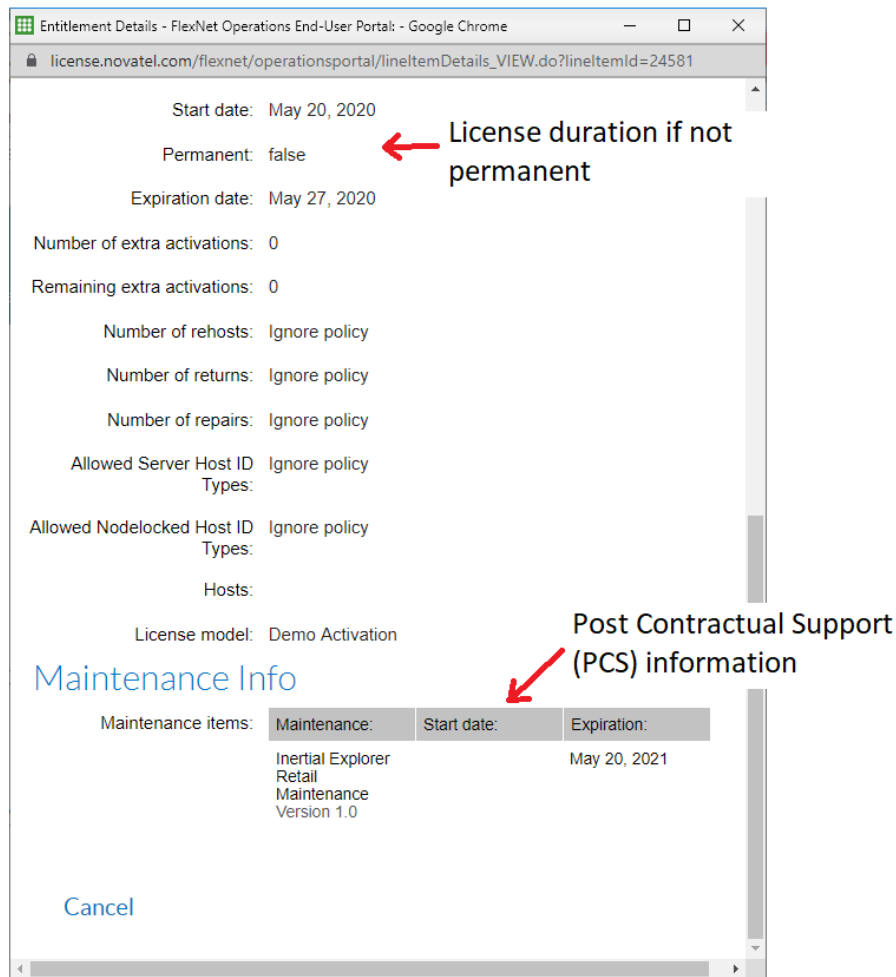 Entitlement Details - FlexNet Operations End-User Portal: - Google Chrome
license.novatel.com/flexnet/operationsportal/lineItemDetails_VIEW.do?lineItemId=24581
Start date: May 20, 2020
Permanent: false
License duration if not
permanent
Expiration date: May 27, 2020
Number of extra activations: 0
Remaining extra activations: 0
Number of rehosts: Ignore policy
Number of returns: Ignore policy
Number of repairs: Ignore policy
Allowed Server Host ID Ignore policy
Types:
Allowed Nodelocked Host ID Ignore policy
Types:
Hosts:
License model: Demo Activation
Post Contractual Support
(PCS) information
Maintenance Info
Maintenance items: Maintenance: Start date: Expiration:
Inertial Explorer May 20, 2021
Retail
Maintenance
Version 1.0
Cancel